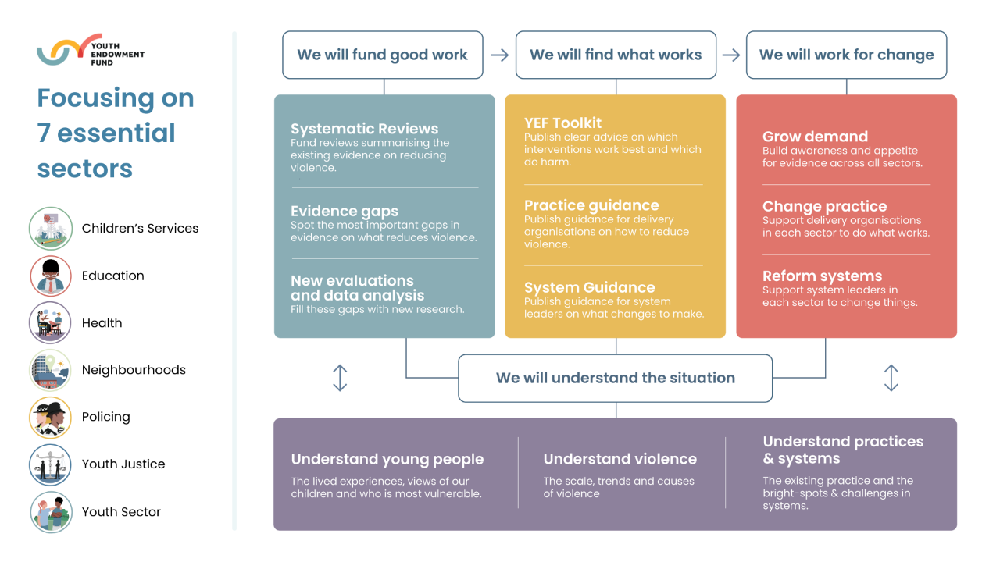 YOUTH
ENDOWMENT
FUND
Focusing on
7 essential
sectors
Children’s Services
Education
Health
Neighbourhoods
Policing
Youth Justice
Youth Sector
We will fund good work
We will find what works
We will work for change
Systematic Reviews
Fund reviews summarising the
existing evidence on reducing
violence.
Evidence gaps
Spot the most important gaps in
evidence on what reduces violence.
New evaluations
and data analysis
Fill these gaps with new research.
YEF Toolkit
Publish clear advice on which
interventions work best and which
do harm.
Practice guidance
Publish guidance for delivery
organisations on how to reduce
violence.
System Guidance
Publish guidance for system
leaders on what changes to make.
Grow demand
Build awareness and appetite
for evidence across all sectors.
Change practice
Support delivery organisations
in each sector to do what works.
Reform systems
Support system leaders in
each sector to change things.
We will understand the situation
Understand young people
The lived experiences, views of our
children and who is most vulnerable.
Understand violence
The scale, trends and causes
of violence
Understand practices
& systems
The existing practice and the
bright-spots & challenges in
systems.